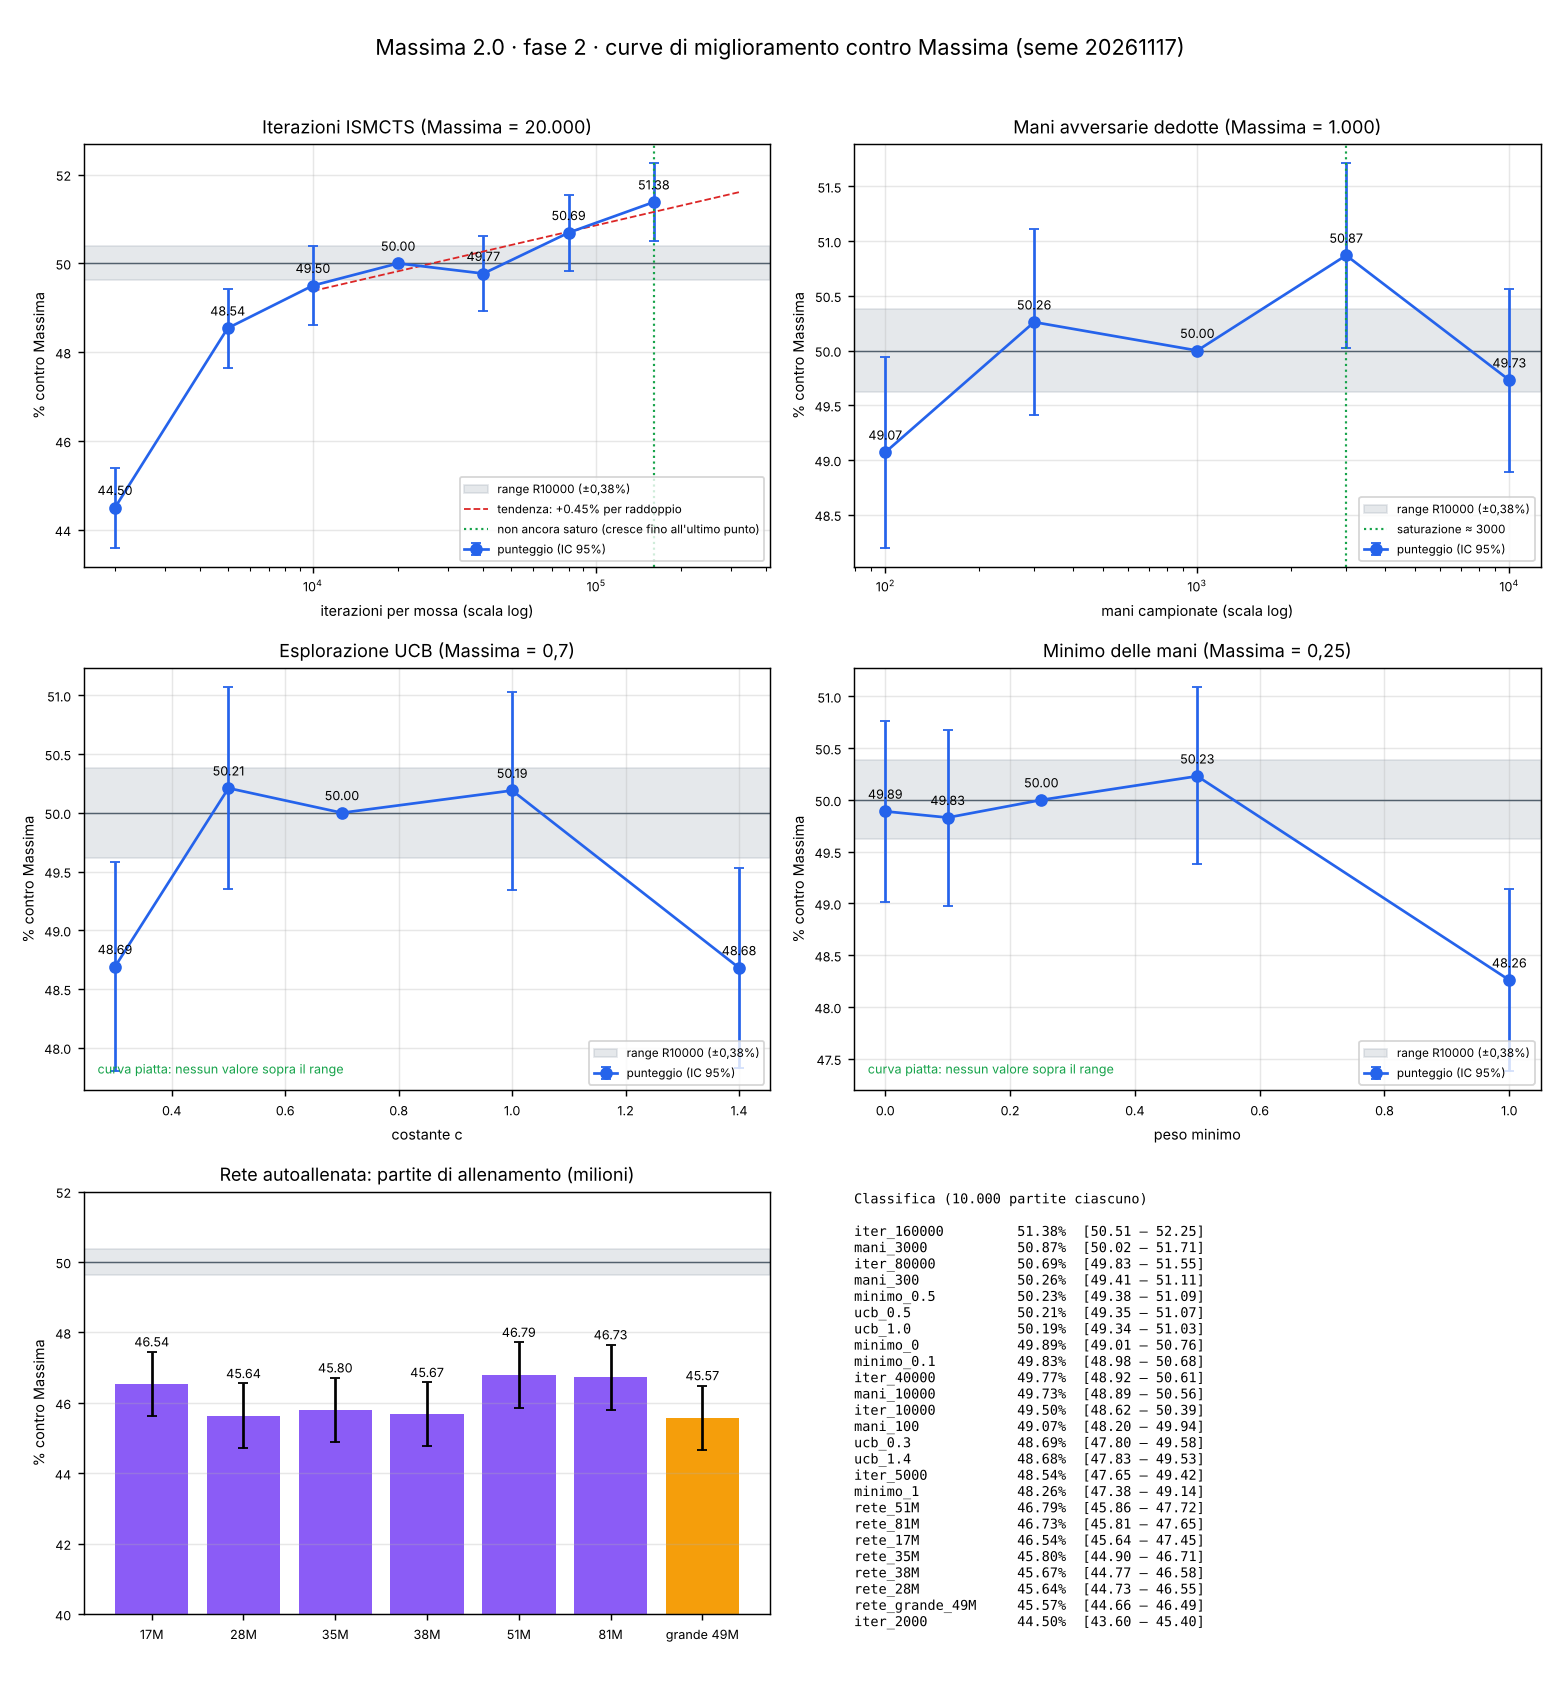 Massima 2.0 · fase 2 · curve di miglioramento contro Massima (seme 20261117)
Iterazioni ISMCTS (Massima = 20.000)
% contro Massima
52
50
48
46
44
44.50
48.54
49.50
50.00
49.77
50.69
51.38
range R10000 (±0,38%)
tendenza: +0.45% per raddoppio
non ancora saturo (cresce fino all'ultimo punto)
punteggio (IC 95%)
10⁴
10⁵
iterazioni per mossa (scala log)
Mani avversarie dedotte (Massima = 1.000)
% contro Massima
51.5
51.0
50.5
50.0
49.5
49.0
48.5
49.07
50.26
50.00
50.87
49.73
range R10000 (±0,38%)
saturazione ≈ 3000
punteggio (IC 95%)
10²
10³
10⁴
mani campionate (scala log)
Esplorazione UCB (Massima = 0,7)
% contro Massima
51.0
50.5
50.0
49.5
49.0
48.5
48.0
48.69
50.21
50.00
50.19
48.68
curva piatta: nessun valore sopra il range
range R10000 (±0,38%)
punteggio (IC 95%)
0.4
0.6
0.8
1.0
1.2
1.4
costante c
Minimo delle mani (Massima = 0,25)
% contro Massima
51.0
50.5
50.0
49.5
49.0
48.5
48.0
47.5
49.89
49.83
50.00
50.23
48.26
curva piatta: nessun valore sopra il range
range R10000 (±0,38%)
punteggio (IC 95%)
0.0
0.2
0.4
0.6
0.8
1.0
peso minimo
Rete autoallenata: partite di allenamento (milioni)
% contro Massima
52
50
48
46
44
42
40
46.54
45.64
45.80
45.67
46.79
46.73
45.57
17M
28M
35M
38M
51M
81M
grande 49M
Classifica (10.000 partite ciascuno)
iter_160000 51.38% [50.51 – 52.25]
mani_3000 50.87% [50.02 – 51.71]
iter_80000 50.69% [49.83 – 51.55]
mani_300 50.26% [49.41 – 51.11]
minimo_0.5 50.23% [49.38 – 51.09]
ucb_0.5 50.21% [49.35 – 51.07]
ucb_1.0 50.19% [49.34 – 51.03]
minimo_0 49.89% [49.01 – 50.76]
minimo_0.1 49.83% [48.98 – 50.68]
iter_40000 49.77% [48.92 – 50.61]
mani_10000 49.73% [48.89 – 50.56]
iter_10000 49.50% [48.62 – 50.39]
mani_100 49.07% [48.20 – 49.94]
ucb_0.3 48.69% [47.80 – 49.58]
ucb_1.4 48.68% [47.83 – 49.53]
iter_5000 48.54% [47.65 – 49.42]
minimo_1 48.26% [47.38 – 49.14]
rete_51M 46.79% [45.86 – 47.72]
rete_81M 46.73% [45.81 – 47.65]
rete_17M 46.54% [45.64 – 47.45]
rete_35M 45.80% [44.90 – 46.71]
rete_38M 45.67% [44.77 – 46.58]
rete_28M 45.64% [44.73 – 46.55]
rete_grande_49M 45.57% [44.66 – 46.49]
iter_2000 44.50% [43.60 – 45.40]